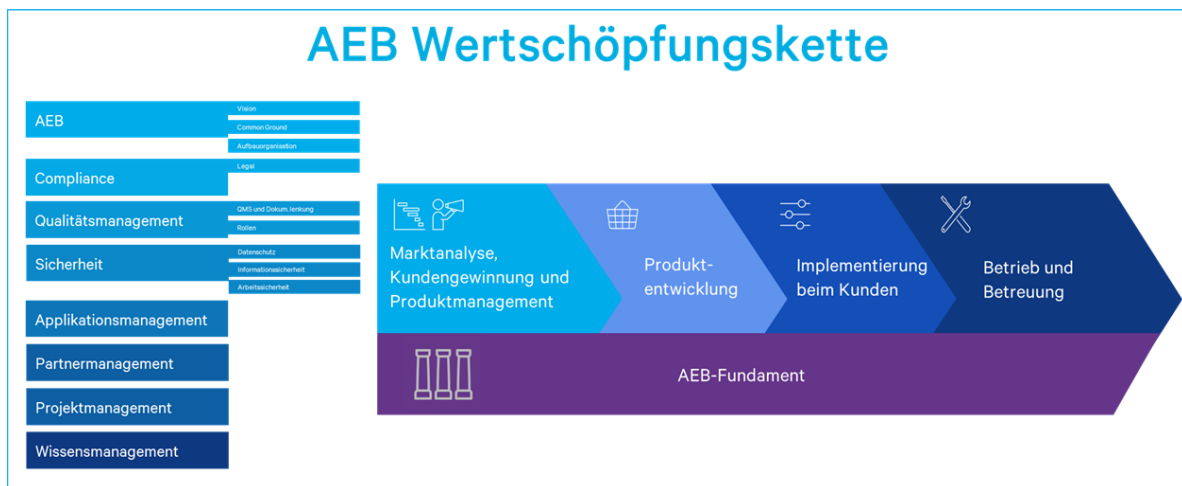 AEB Wertschöpfungskette
AEB
Vision
Common Ground
Aufbauorganisation
Compliance
Legal
Qualitätsmanagement
QMS und Dokum. lenkung
Rollen
Sicherheit
Datenschutz
Informationssicherheit
Arbeitssicherheit
Applikationsmanagement
Partnermanagement
Projektmanagement
Wissensmanagement
Marktanalyse,
Kundengewinnung und
Produktmanagement
Produkt-
entwicklung
Implementierung
beim Kunden
Betrieb und
Betreuung
AEB-Fundament